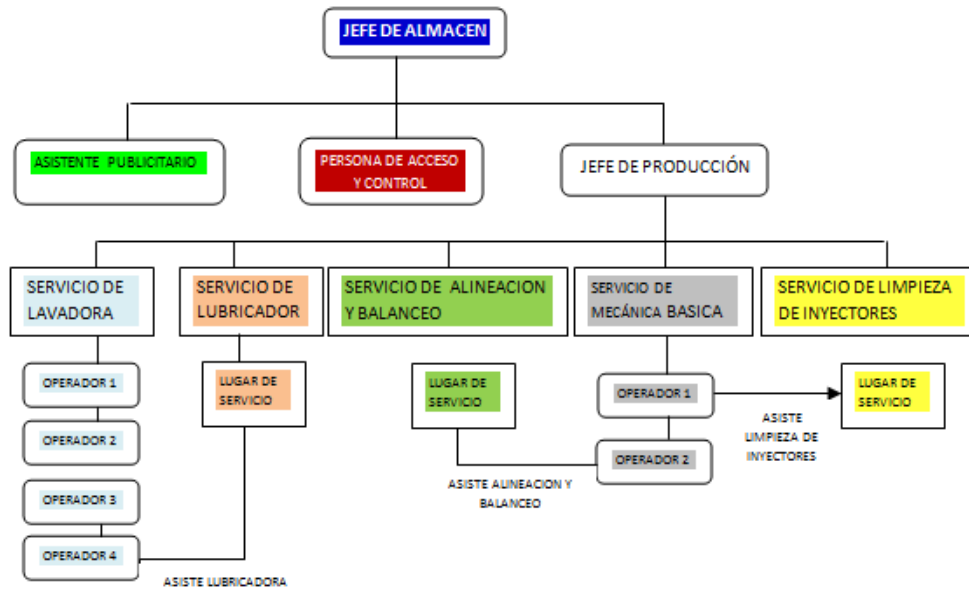 JEFE DE ALMACEN
ASISTENTE PUBLICITARIO
PERSONA DE ACCESO
Y CONTROL
JEFE DE PRODUCCIÓN
SERVICIO DE
LAVADORA
SERVICIO DE
LUBRICADOR
SERVICIO DE ALINEACION
Y BALANCEO
SERVICIO DE
MECÁNICA BASICA
SERVICIO DE LIMPIEZA
DE INYECTORES
OPERADOR 1
OPERADOR 2
OPERADOR 3
OPERADOR 4
LUGAR DE
SERVICIO
ASISTE LUBRICADORA
LUGAR DE
SERVICIO
ASISTE ALINEACION Y
BALANCEO
OPERADOR 1
OPERADOR 2
ASISTE
LIMPIEZA DE
INYECTORES
LUGAR DE
SERVICIO